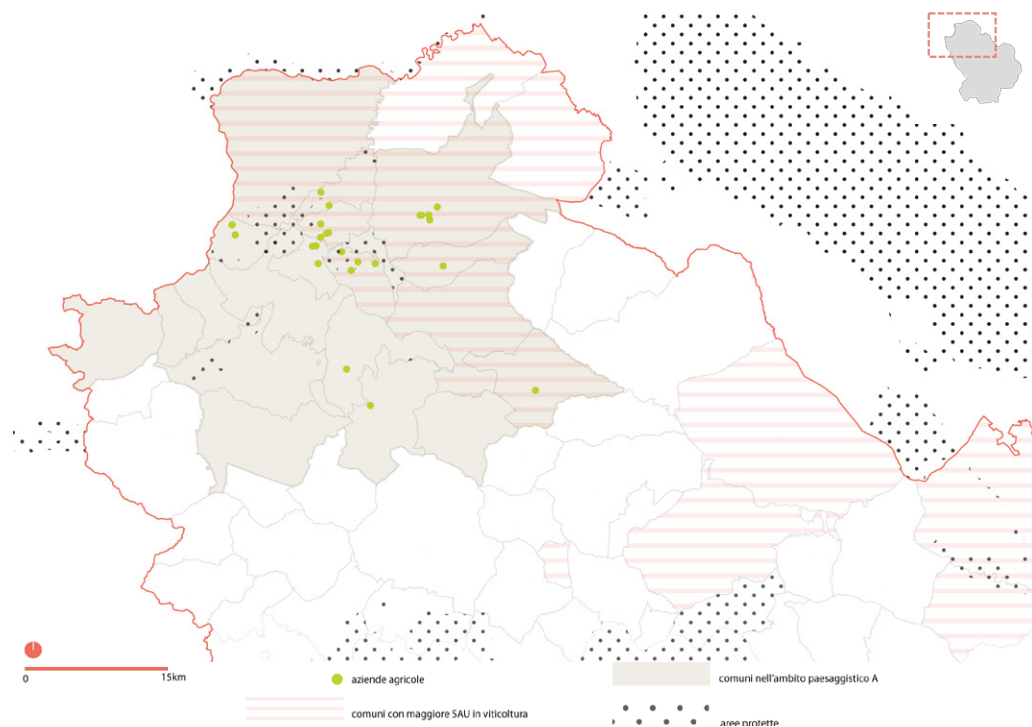 0
15km
aziende agricole
comuni nell'ambito paesaggistico A
comuni con maggiore SAU in viticoltura
aree protette